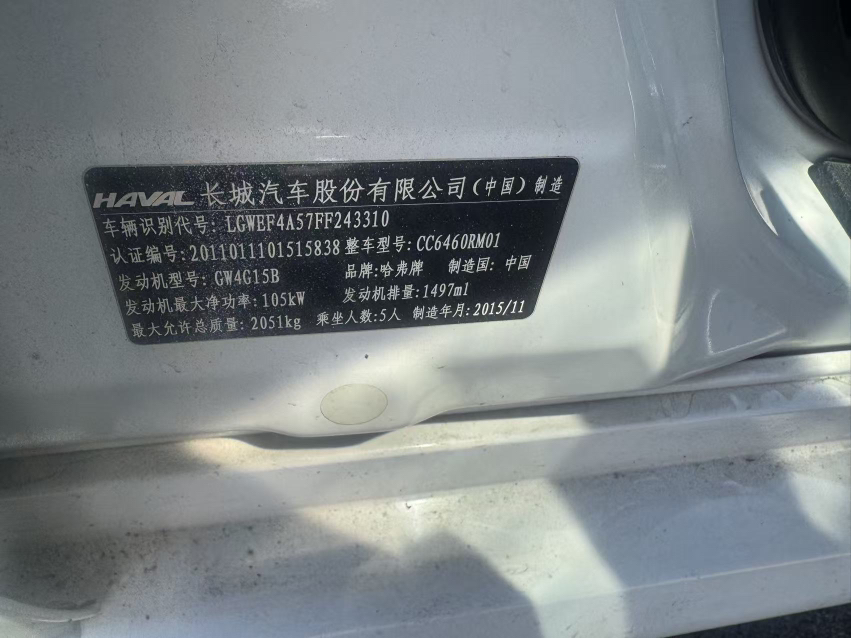 HAVAL 长城汽车股份有限公司(中国)制造
车辆识别代号: LGWEF4A57FF243310
认证编号: 2011011101515838 整车型号: CC6460RM01
发动机型号: GW4G15B 品牌:哈弗牌 制造国: 中国
发动机最大净功率: 105kW 发动机排量: 1497ml
最大允许总质量: 2051kg 乘坐人数:5人 制造年月:2015/11